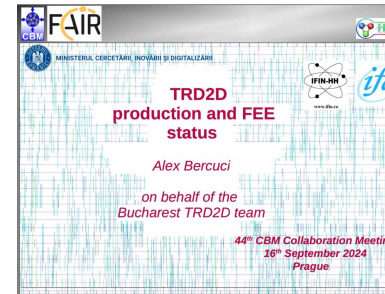 CBM
FAIR
MINISTERUL CERCETĂRII, INOVĂRII ȘI DIGITALIZĂRII
IFIN-HH
www.ifin.ro
TRD2D
production and FEE
status
Alex Bercuci
on behalf of the
Bucharest TRD2D team
44th CBM Collaboration Meetin
16th September 2024
Prague